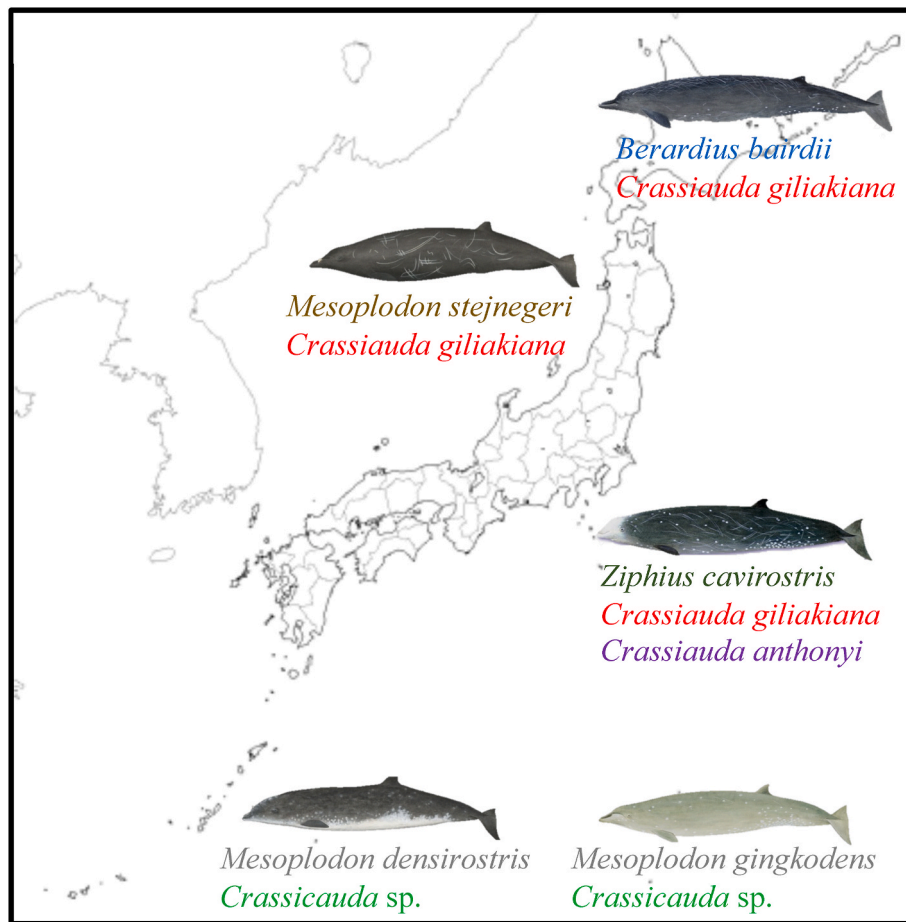 Berardius bairdii
Crassiauda giliakiana
Mesoplodon stejnegeri
Crassiauda giliakiana
Ziphius cavirostris
Crassiauda giliakiana
Crassiauda anthonyi
Mesoplodon densirostris
Crassicauda sp.
Mesoplodon gingkodens
Crassicauda sp.